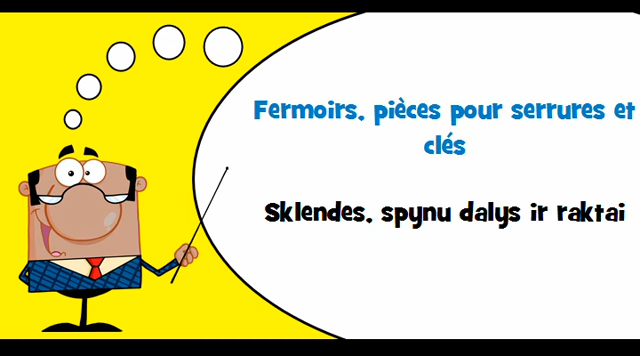 Fermoirs, pièces pour serrures et
clés
Sklendes, spynu dalys ir raktai